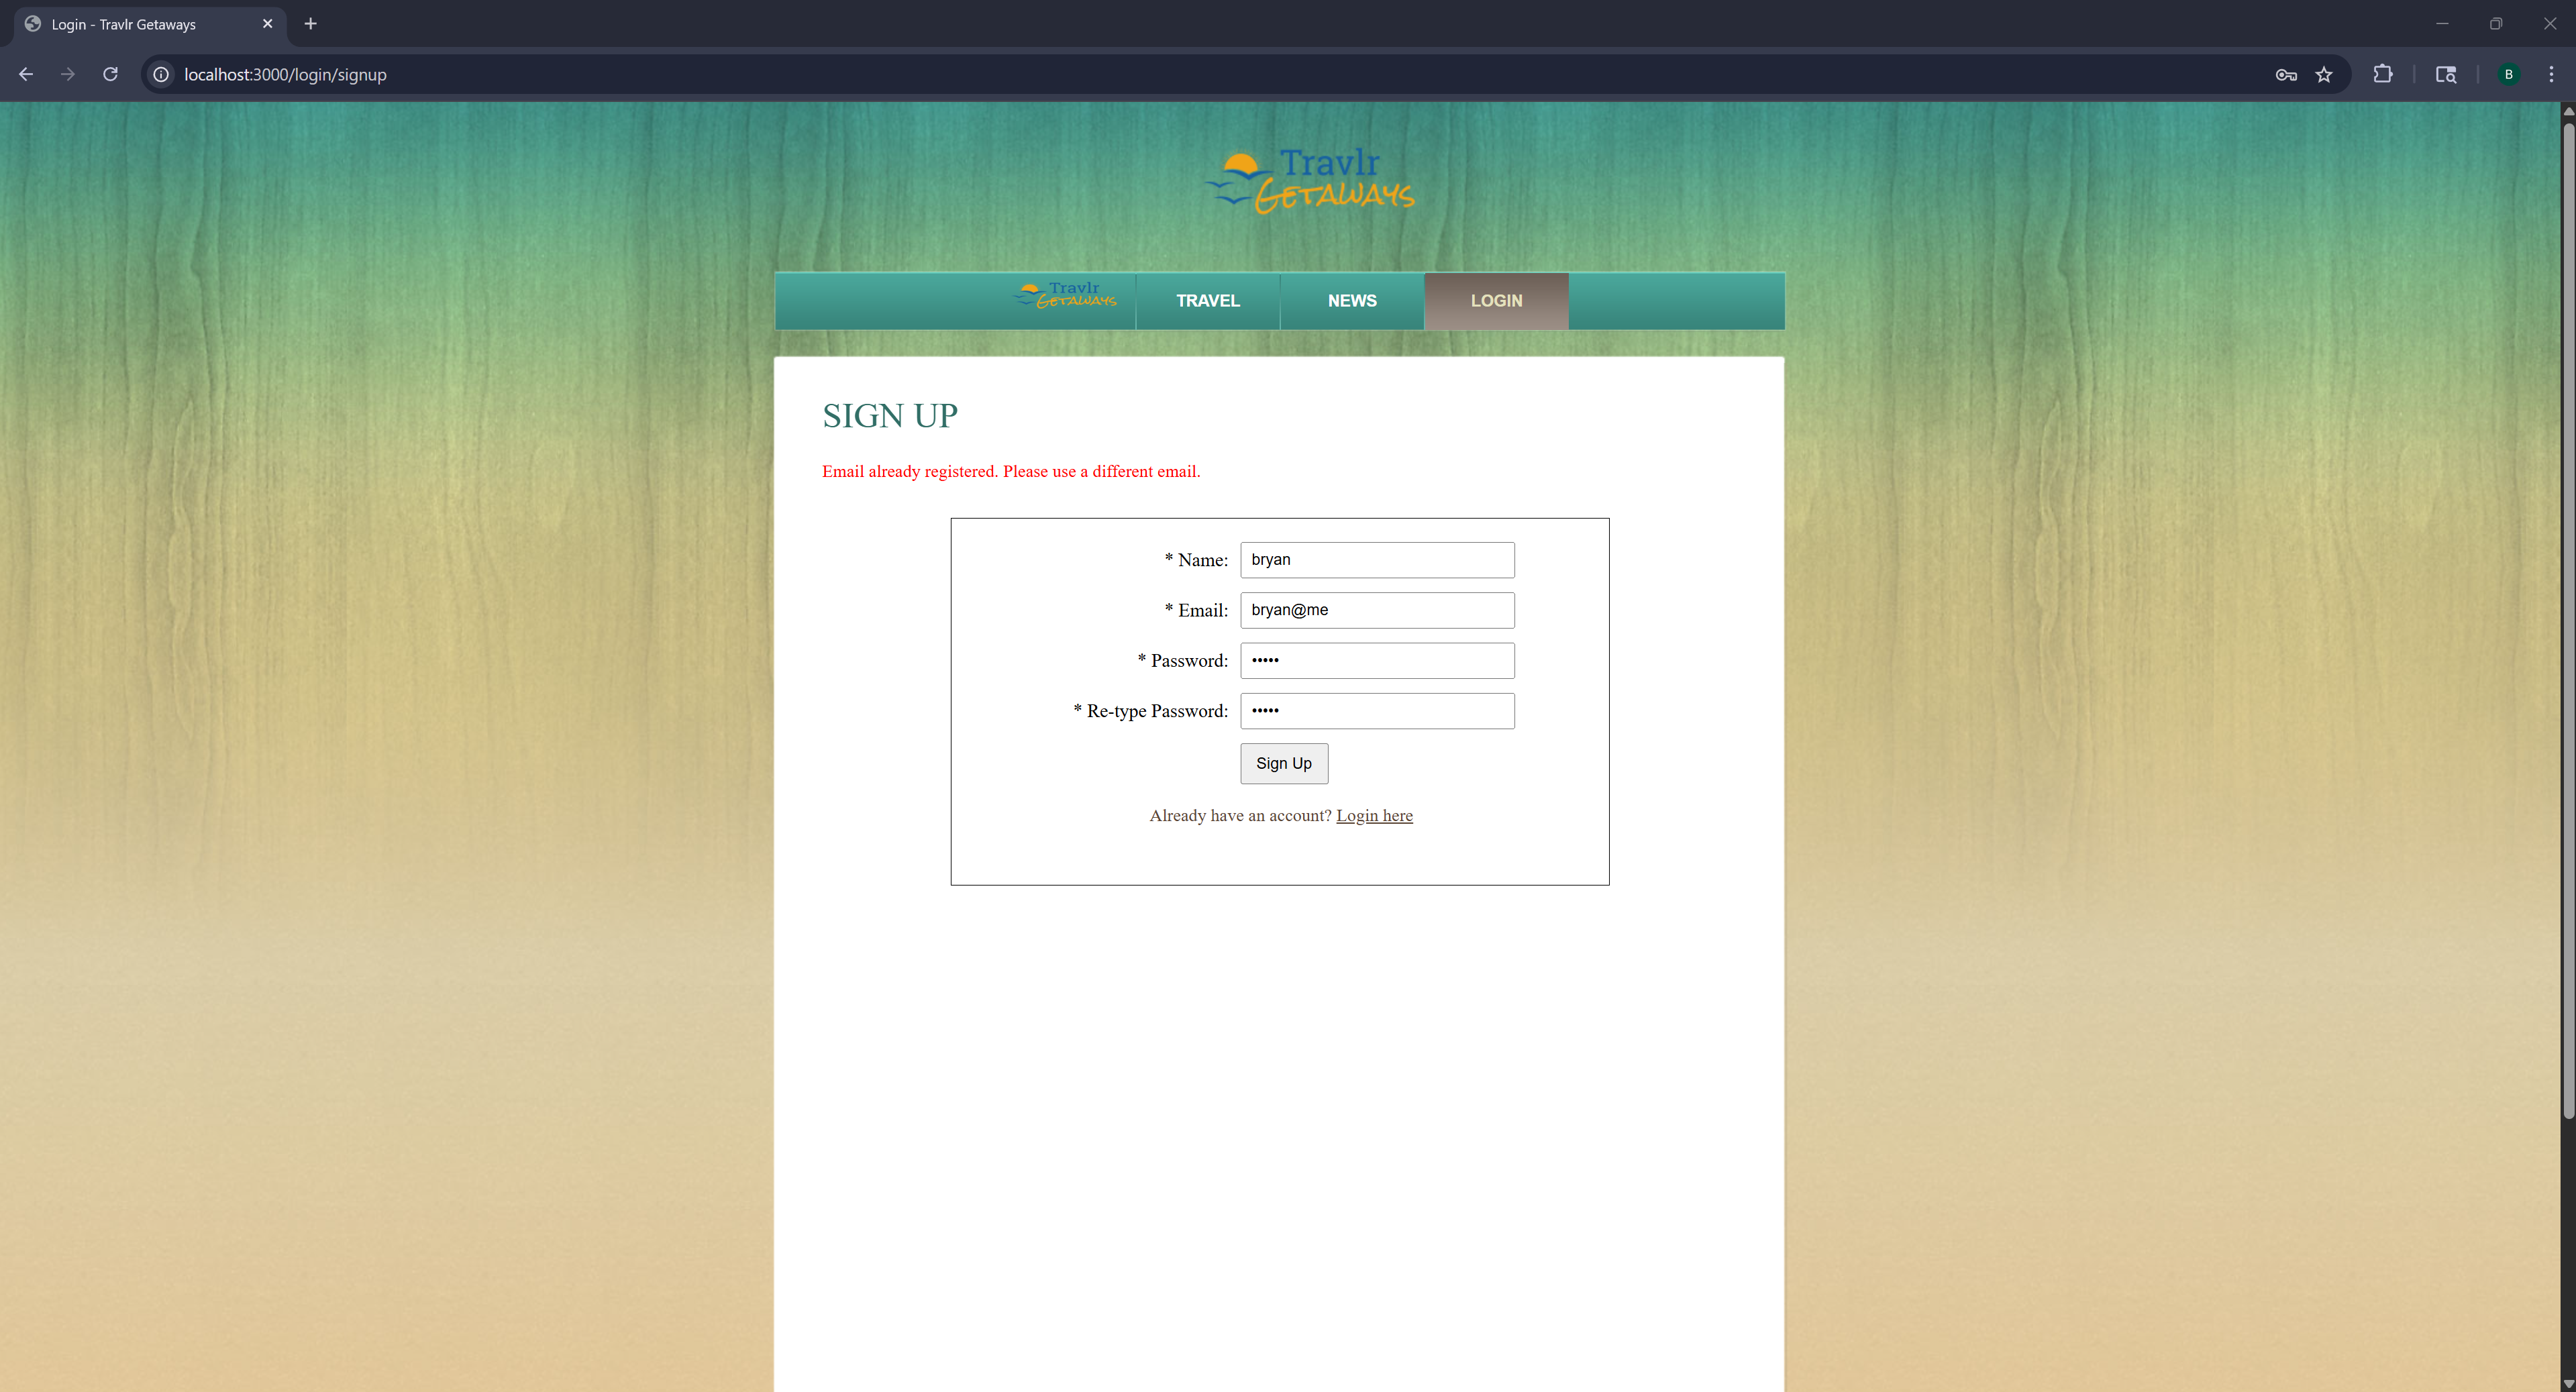 Login - Travlr Getaways
localhost:3000/login/signup
B
Travlr
GETAWAYS
Travlr
GETAWAYS
TRAVEL
NEWS
LOGIN
SIGN UP
Email already registered. Please use a different email.
* Name: bryan
* Email: bryan@me
* Password: •••••
* Re-type Password: •••••
Sign Up
Already have an account? Login here